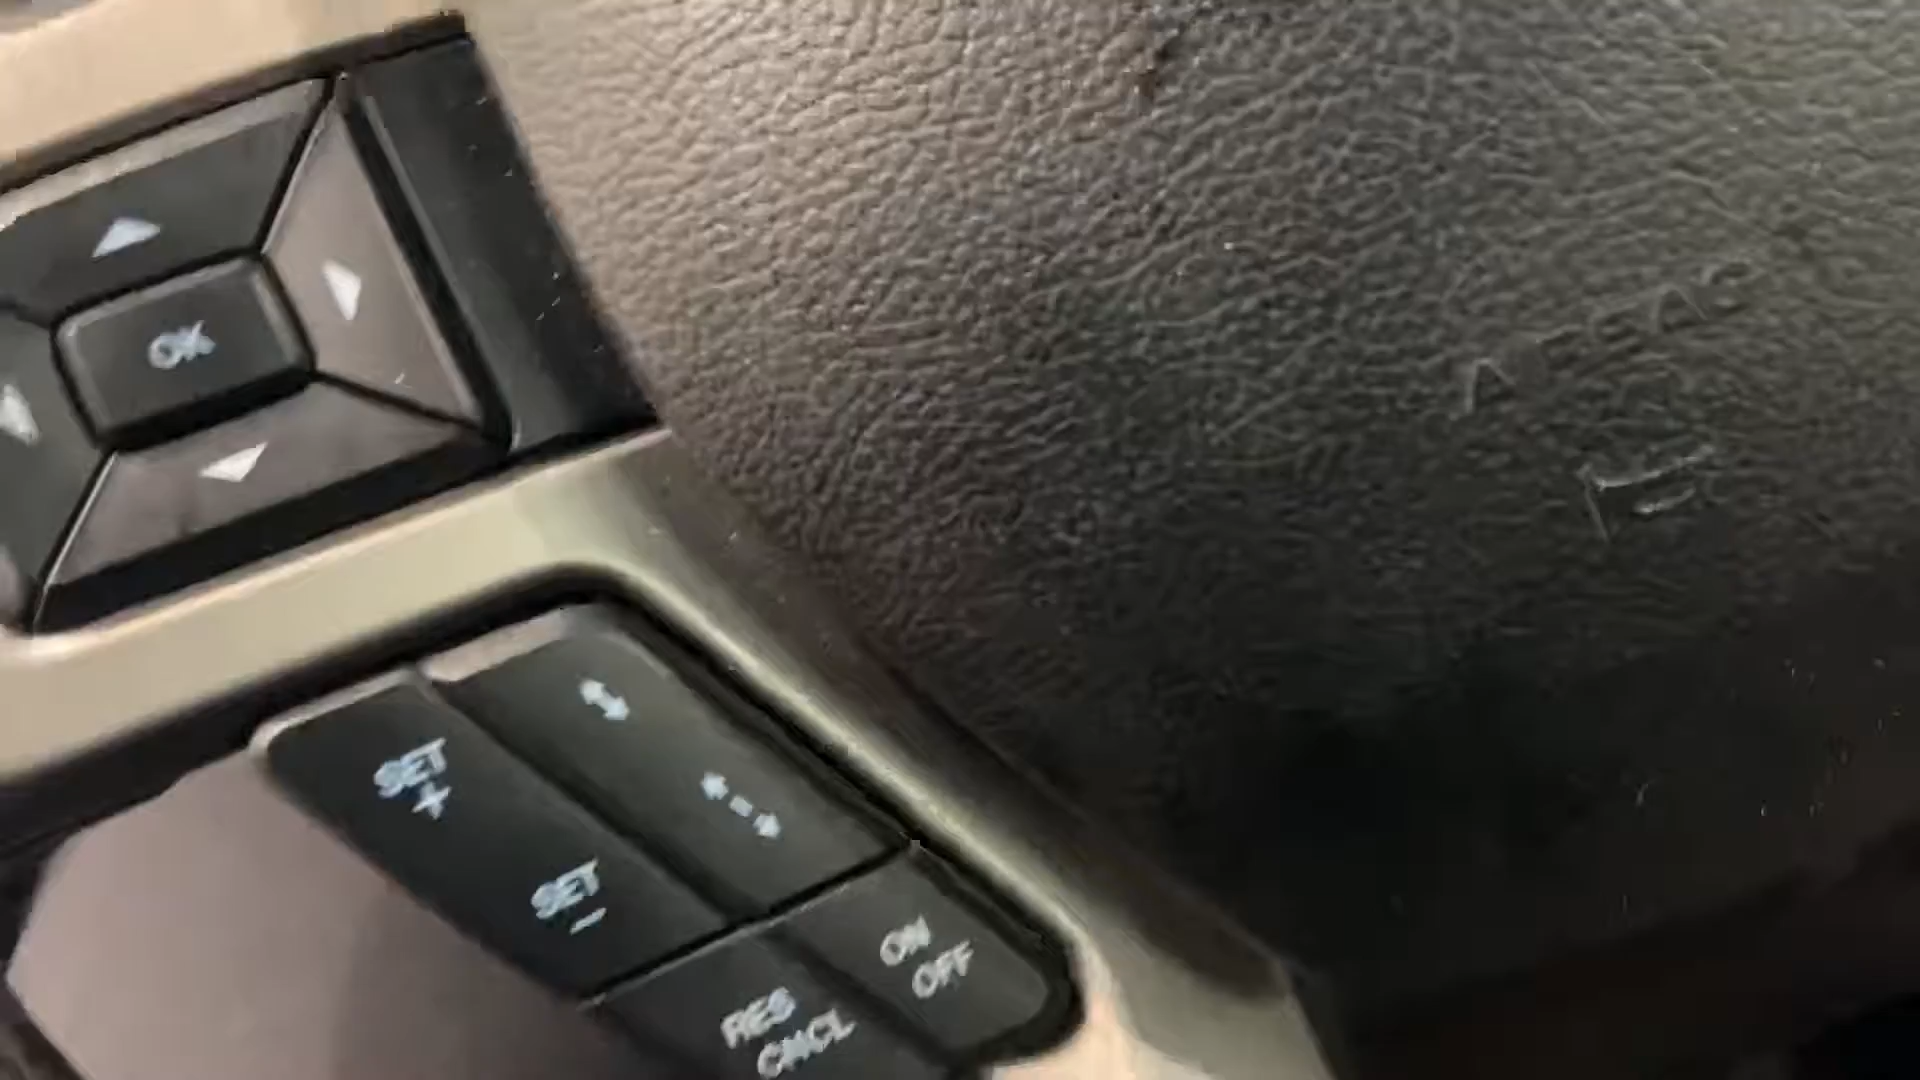 OK
SET
+
SET
-
ON
OFF
RES
CNCL